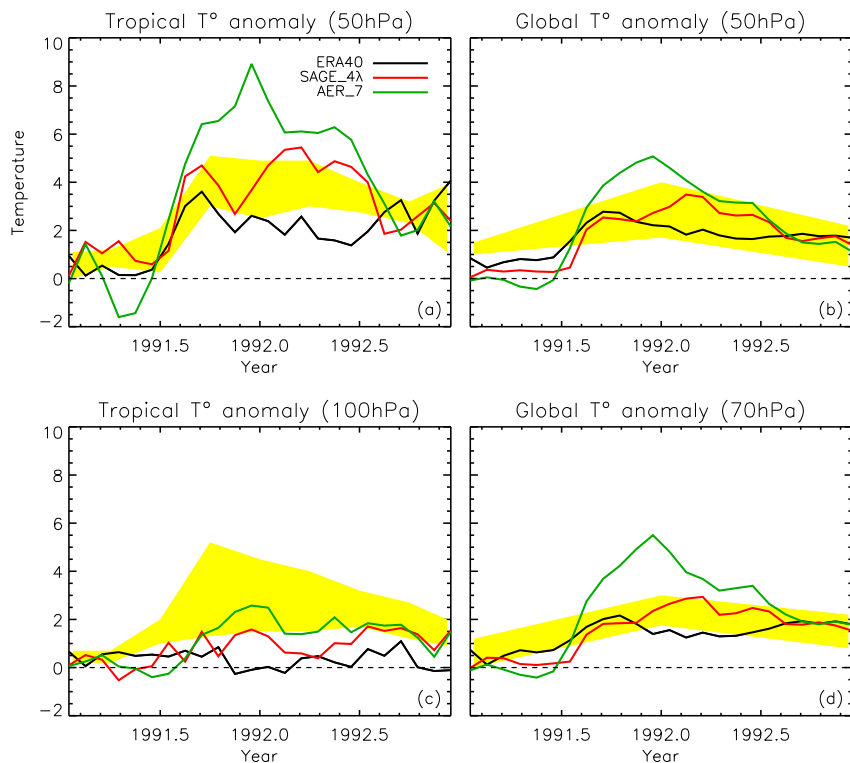 Tropical T° anomaly (50hPa)
Global T° anomaly (50hPa)
10
8
6
4
2
0
−2
Temperature
ERA40
SAGE_4λ
AER_7
(a)
(b)
1991.5 1992.0 1992.5
1991.5 1992.0 1992.5
Year
Year
Tropical T° anomaly (100hPa)
Global T° anomaly (70hPa)
10
8
6
4
2
0
−2
(c)
(d)
1991.5 1992.0 1992.5
1991.5 1992.0 1992.5
Year
Year